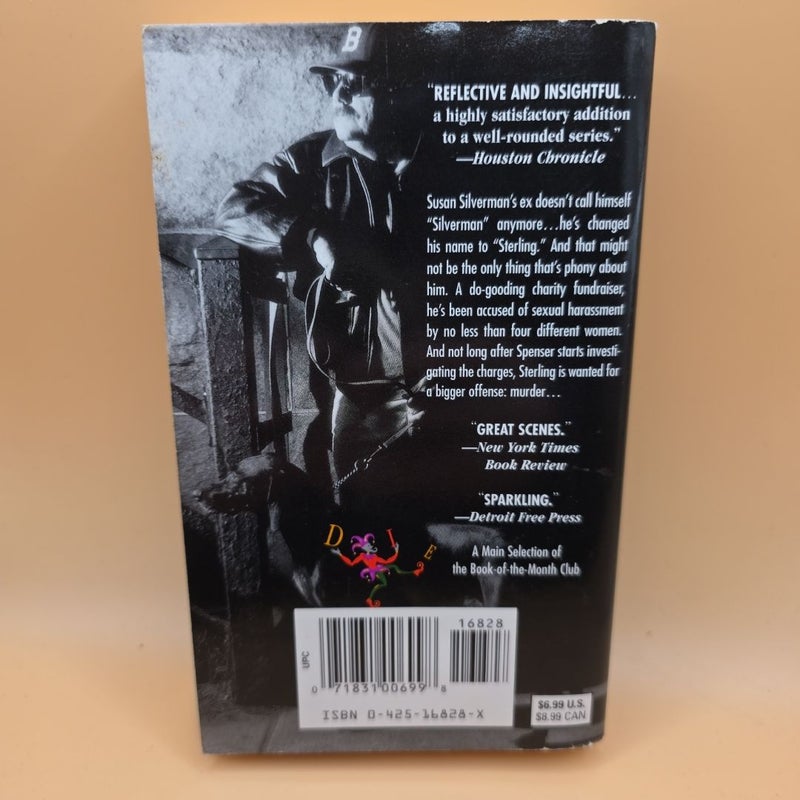 B
"REFLECTIVE AND INSIGHTFUL...
a highly satisfactory addition
to a well-rounded series."
—Houston Chronicle
Susan Silverman's ex doesn't call himself
"Silverman" anymore...he's changed
his name to "Sterling." And that might
not be the only thing that's phony about
him. A do-gooding charity fundraiser,
he's been accused of sexual harassment
by no less than four different women.
And not long after Spenser starts investi-
gating the charges, Sterling is wanted for
a bigger offense: murder...
"GREAT SCENES."
—New York Times
Book Review
"SPARKLING."
—Detroit Free Press
D I E
A Main Selection of
the Book-of-the-Month Club
UPC
16828
0 71831 00699 8
ISBN 0-425-16828-X
$6.99 U.S.
$8.99 CAN